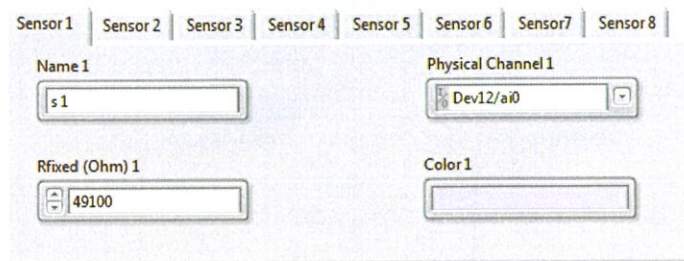 Sensor 1 Sensor 2 Sensor 3 Sensor 4 Sensor 5 Sensor 6 Sensor7 Sensor 8
Name 1 Physical Channel 1
s 1 Dev12/ai0
Rfixed (Ohm) 1 Color 1
49100